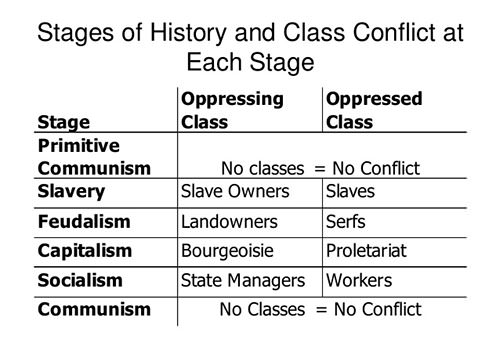 Stages of History and Class Conflict at
Each Stage
Stage Oppressing Class Oppressed Class
Primitive Communism No classes = No Conflict
Slavery Slave Owners Slaves
Feudalism Landowners Serfs
Capitalism Bourgeoisie Proletariat
Socialism State Managers Workers
Communism No Classes = No Conflict